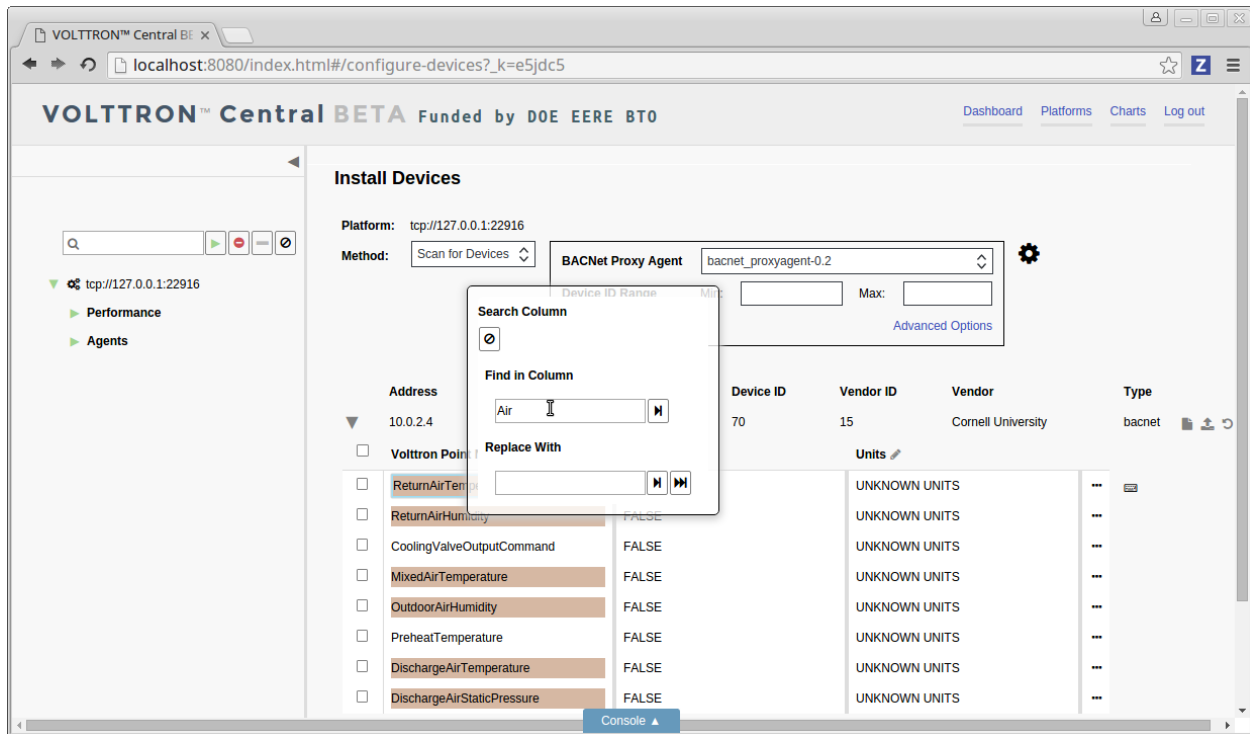 VOLTTRON™ Central BE
localhost:8080/index.html#/configure-devices?_k=e5jdc5
Z
VOLTTRON™ Central BETA Funded by DOE EERE BTO
Dashboard Platforms Charts Log out
Install Devices
Platform: tcp://127.0.0.1:22916
Method: Scan for Devices
BACNet Proxy Agent bacnet_proxyagent-0.2
Device ID Range Min: Max:
Advanced Options
tcp://127.0.0.1:22916
Performance
Agents
Search Column
Find in Column
Air
Replace With
Address Device ID Vendor ID Vendor Type
10.0.2.4 70 15 Cornell University bacnet
Volttron Point Units
ReturnAirTempe UNKNOWN UNITS
ReturnAirHumidity FALSE UNKNOWN UNITS
CoolingValveOutputCommand FALSE UNKNOWN UNITS
MixedAirTemperature FALSE UNKNOWN UNITS
OutdoorAirHumidity FALSE UNKNOWN UNITS
PreheatTemperature FALSE UNKNOWN UNITS
DischargeAirTemperature FALSE UNKNOWN UNITS
DischargeAirStaticPressure FALSE UNKNOWN UNITS
Console ▲